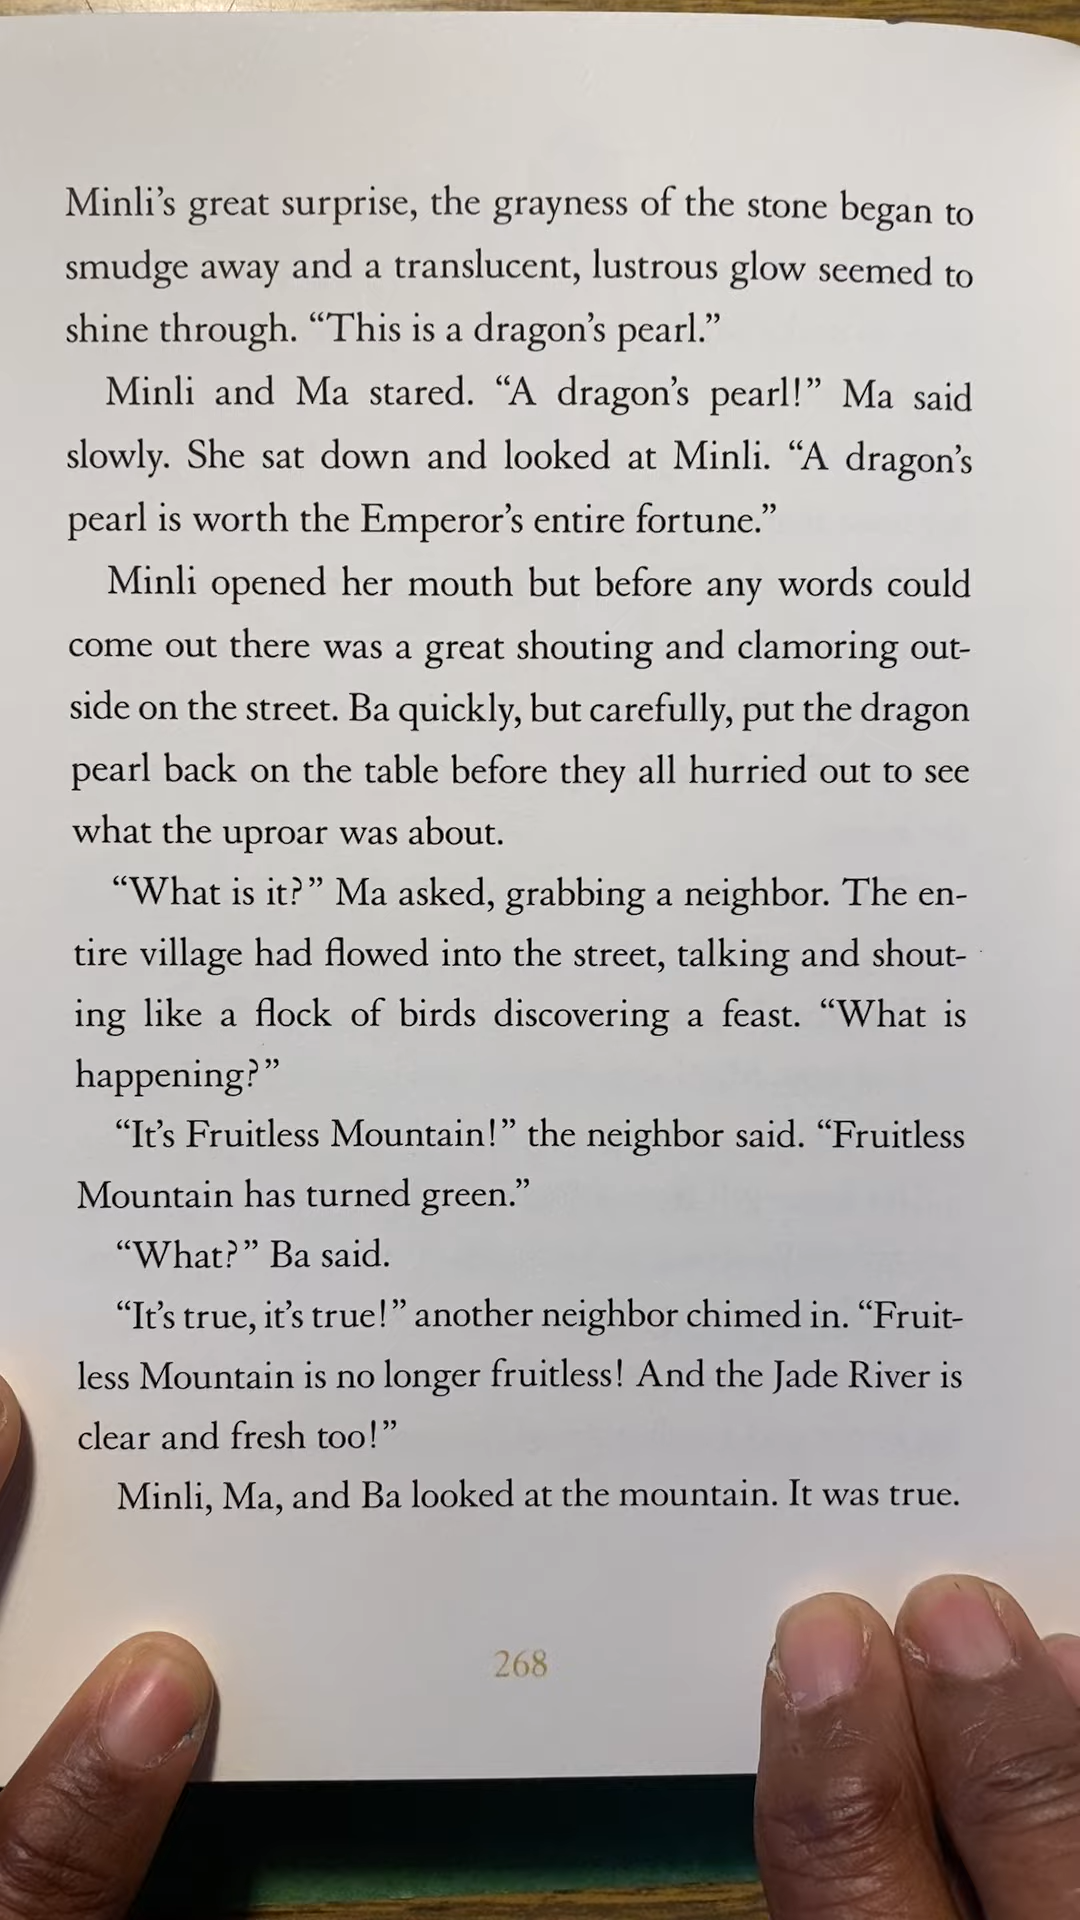 Minli’s great surprise, the grayness of the stone began to
smudge away and a translucent, lustrous glow seemed to
shine through. “This is a dragon’s pearl.”
Minli and Ma stared. “A dragon’s pearl!” Ma said
slowly. She sat down and looked at Minli. “A dragon’s
pearl is worth the Emperor’s entire fortune.”
Minli opened her mouth but before any words could
come out there was a great shouting and clamoring out-
side on the street. Ba quickly, but carefully, put the dragon
pearl back on the table before they all hurried out to see
what the uproar was about.
“What is it?” Ma asked, grabbing a neighbor. The en-
tire village had flowed into the street, talking and shout-
ing like a flock of birds discovering a feast. “What is
happening?”
“It’s Fruitless Mountain!” the neighbor said. “Fruitless
Mountain has turned green.”
“What?” Ba said.
“It’s true, it’s true!” another neighbor chimed in. “Fruit-
less Mountain is no longer fruitless! And the Jade River is
clear and fresh too!”
Minli, Ma, and Ba looked at the mountain. It was true.
268